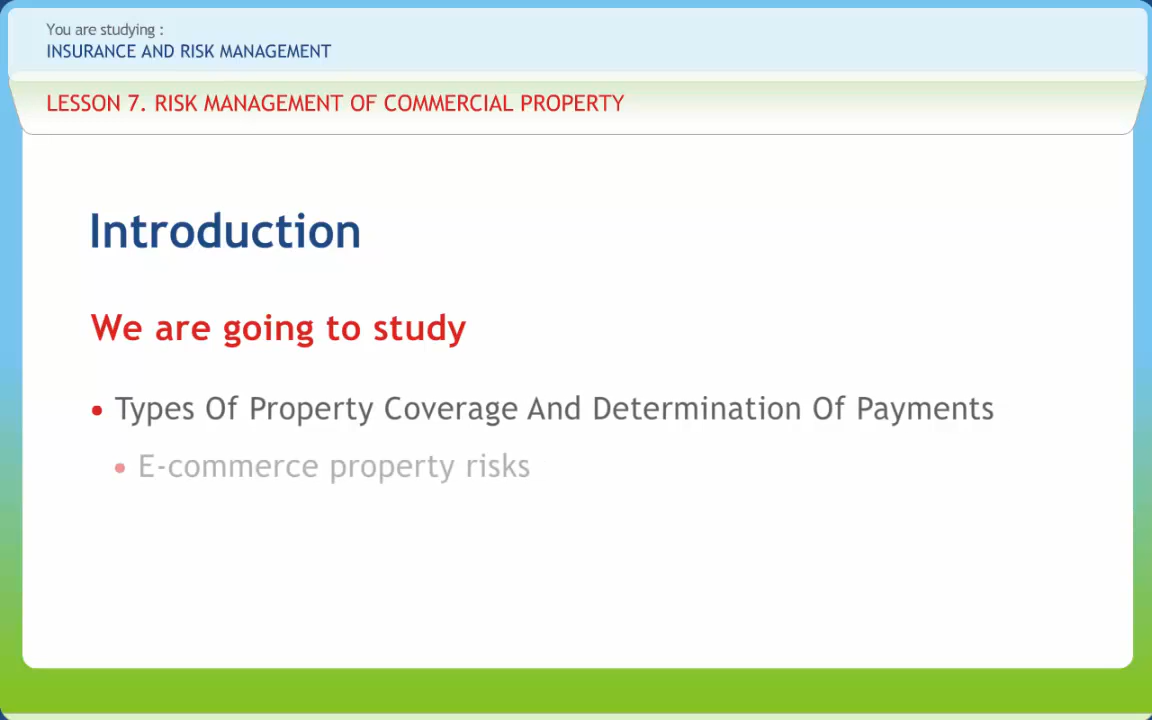 You are studying :
INSURANCE AND RISK MANAGEMENT
LESSON 7. RISK MANAGEMENT OF COMMERCIAL PROPERTY
Introduction
We are going to study
• Types Of Property Coverage And Determination Of Payments
• E-commerce property risks